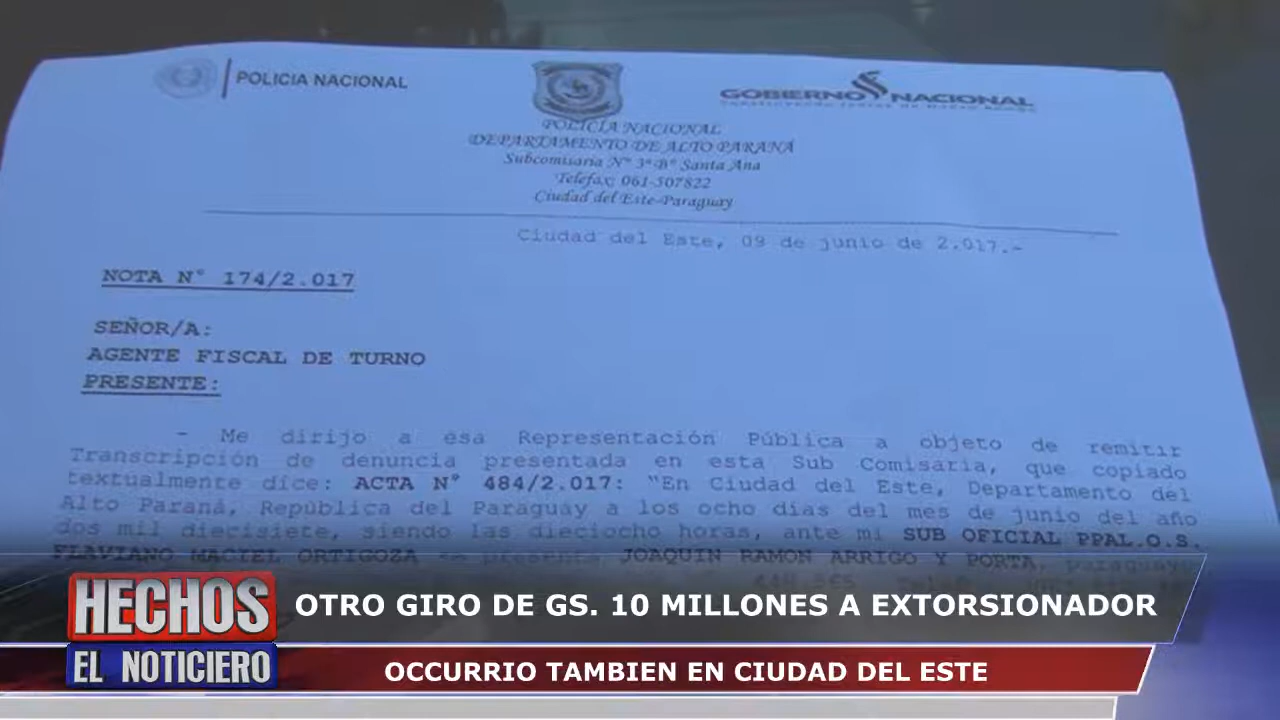 POLICIA NACIONAL
GOBIERNO NACIONAL
POLICÍA NACIONAL
DEPARTAMENTO DE ALTO PARANÁ
Subcomisaria N° 3ª "B" Santa Ana
Telefax: 061-507822
Ciudad del Este-Paraguay
Ciudad del Este, 09 de junio de 2.017.-
NOTA N° 174/2.017
SEÑOR/A:
AGENTE FISCAL DE TURNO
PRESENTE:
- Me dirijo a esa Representación Pública a objeto de remitir
Transcripción de denuncia presentada en esta Sub Comisaria, que copiado
textualmente dice: ACTA N° 484/2.017: "En Ciudad del Este, Departamento del
Alto Paraná, República del Paraguay a los ocho días del mes de junio del año
dos mil diecisiete, siendo las dieciocho horas, ante mi SUB OFICIAL PPAL.O.S.
FLAVIANO MACIEL ORTIGOZA JOAQUIN RAMON ARRIGO Y PORTA, paraguayo
HECHOS
EL NOTICIERO
OTRO GIRO DE GS. 10 MILLONES A EXTORSIONADOR
OCCURRIO TAMBIEN EN CIUDAD DEL ESTE